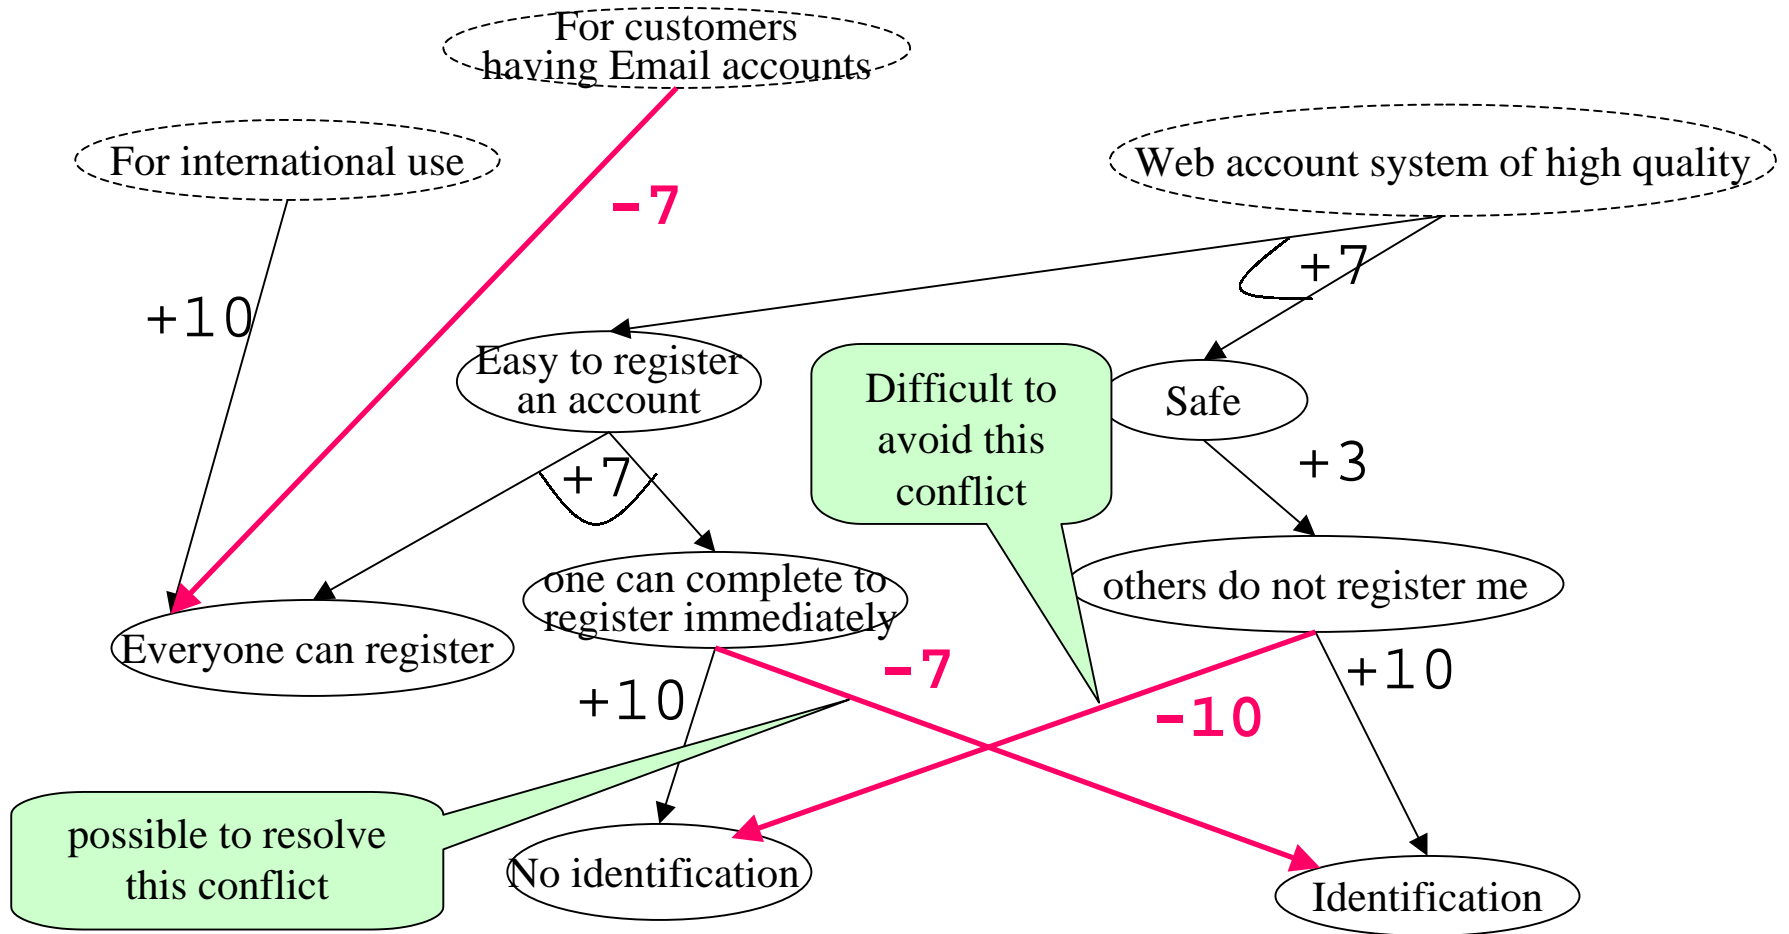 For customers
having Email accounts
For international use
Web account system of high quality
-7
+7
+10
Easy to register
an account
Difficult to
avoid this
conflict
Safe
+7
+3
one can complete to
register immediately
others do not register me
Everyone can register
-7
+10
+10
-10
possible to resolve
this conflict
No identification
Identification